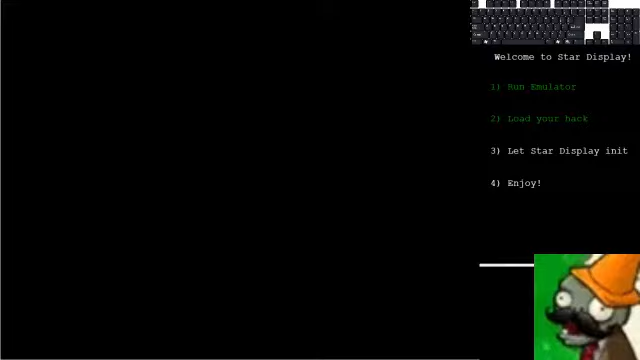 Welcome to Star Display!
1) Run Emulator
2) Load your hack
3) Let Star Display init
4) Enjoy!